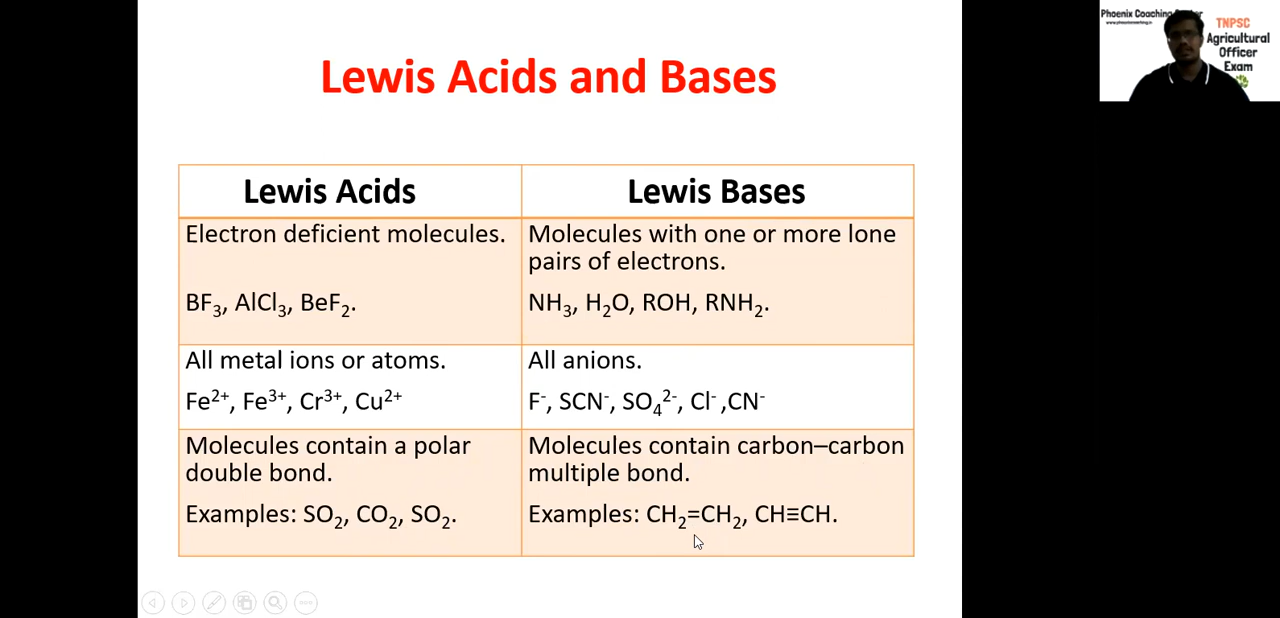 Phoenix Coaching Center
TNPSC
Agricultural
Officer
Exam
Lewis Acids and Bases
Lewis Acids
Lewis Bases
Electron deficient molecules.
BF₃, AlCl₃, BeF₂.
Molecules with one or more lone
pairs of electrons.
NH₃, H₂O, ROH, RNH₂.
All metal ions or atoms.
Fe²⁺, Fe³⁺, Cr³⁺, Cu²⁺
All anions.
F⁻, SCN⁻, SO₄²⁻, Cl⁻ ,CN⁻
Molecules contain a polar
double bond.
Examples: SO₂, CO₂, SO₂.
Molecules contain carbon–carbon
multiple bond.
Examples: CH₂=CH₂, CH≡CH.